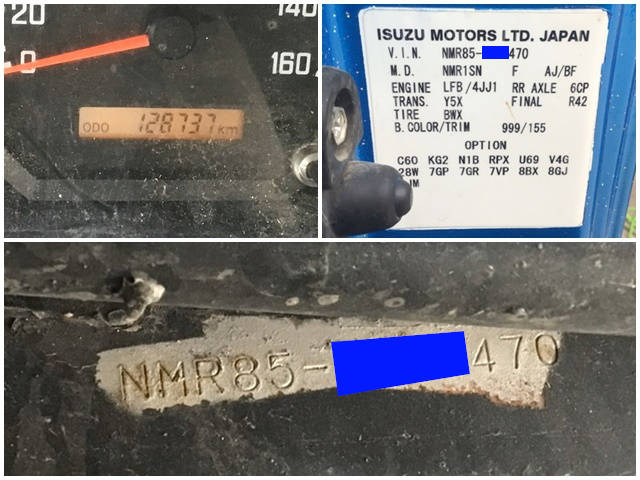 20
140
0
160
ODO 128737 km
ISUZU MOTORS LTD. JAPAN
V.I.N. NMR85- 470
M.D. NMR1SN F AJ/BF
ENGINE LFB/4JJ1 RR AXLE 6CP
TRANS. Y5X FINAL R42
TIRE BWX
B.COLOR/TRIM 999/155
OPTION
C60 KG2 N1B RPX U69 V4G
28W 7GP 7GR 7VP 8BX 8GJ
NMR85- 470